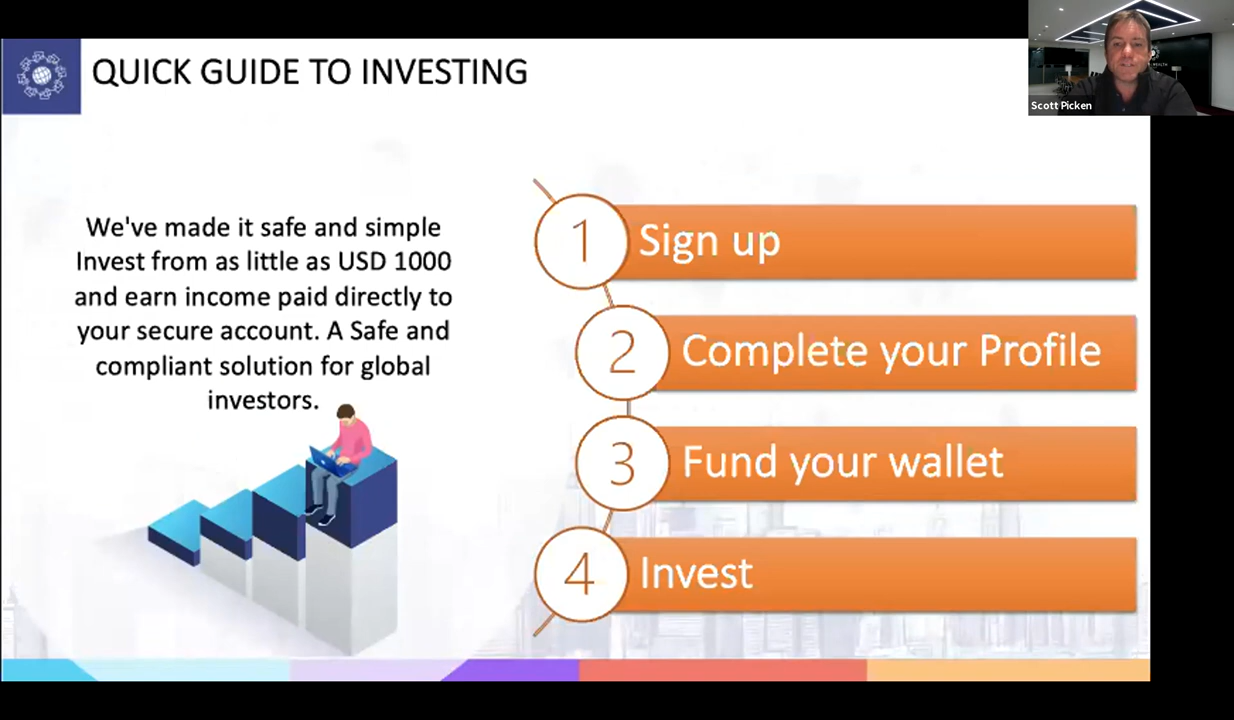 QUICK GUIDE TO INVESTING
Scott Picken
We've made it safe and simple
Invest from as little as USD 1000
and earn income paid directly to
your secure account. A Safe and
compliant solution for global
investors.
1
Sign up
2
Complete your Profile
3
Fund your wallet
4
Invest